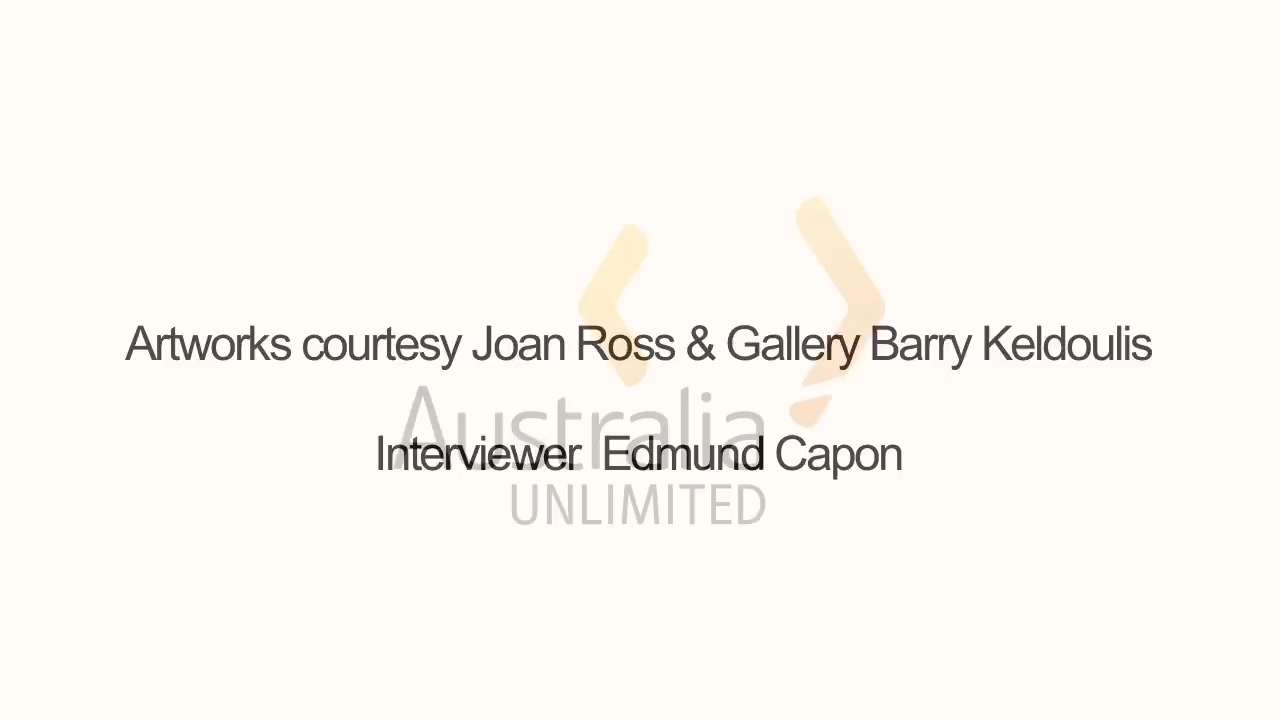 Artworks courtesy Joan Ross & Gallery Barry Keldoulis
Interviewer Edmund Capon
Australia
UNLIMITED